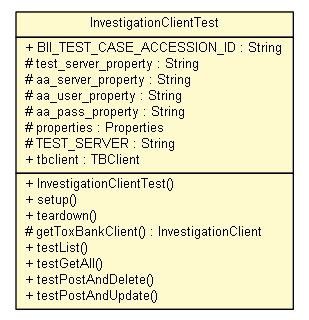 InvestigationClientTest
+ BII_TEST_CASE_ACCESSION_ID : String
# test_server_property : String
# aa_server_property : String
# aa_user_property : String
# aa_pass_property : String
# properties : Properties
# TEST_SERVER : String
+ tbclient : TBClient
+ InvestigationClientTest()
+ setup()
+ teardown()
# getToxBankClient() : InvestigationClient
+ testList()
+ testGetAll()
+ testPostAndDelete()
+ testPostAndUpdate()